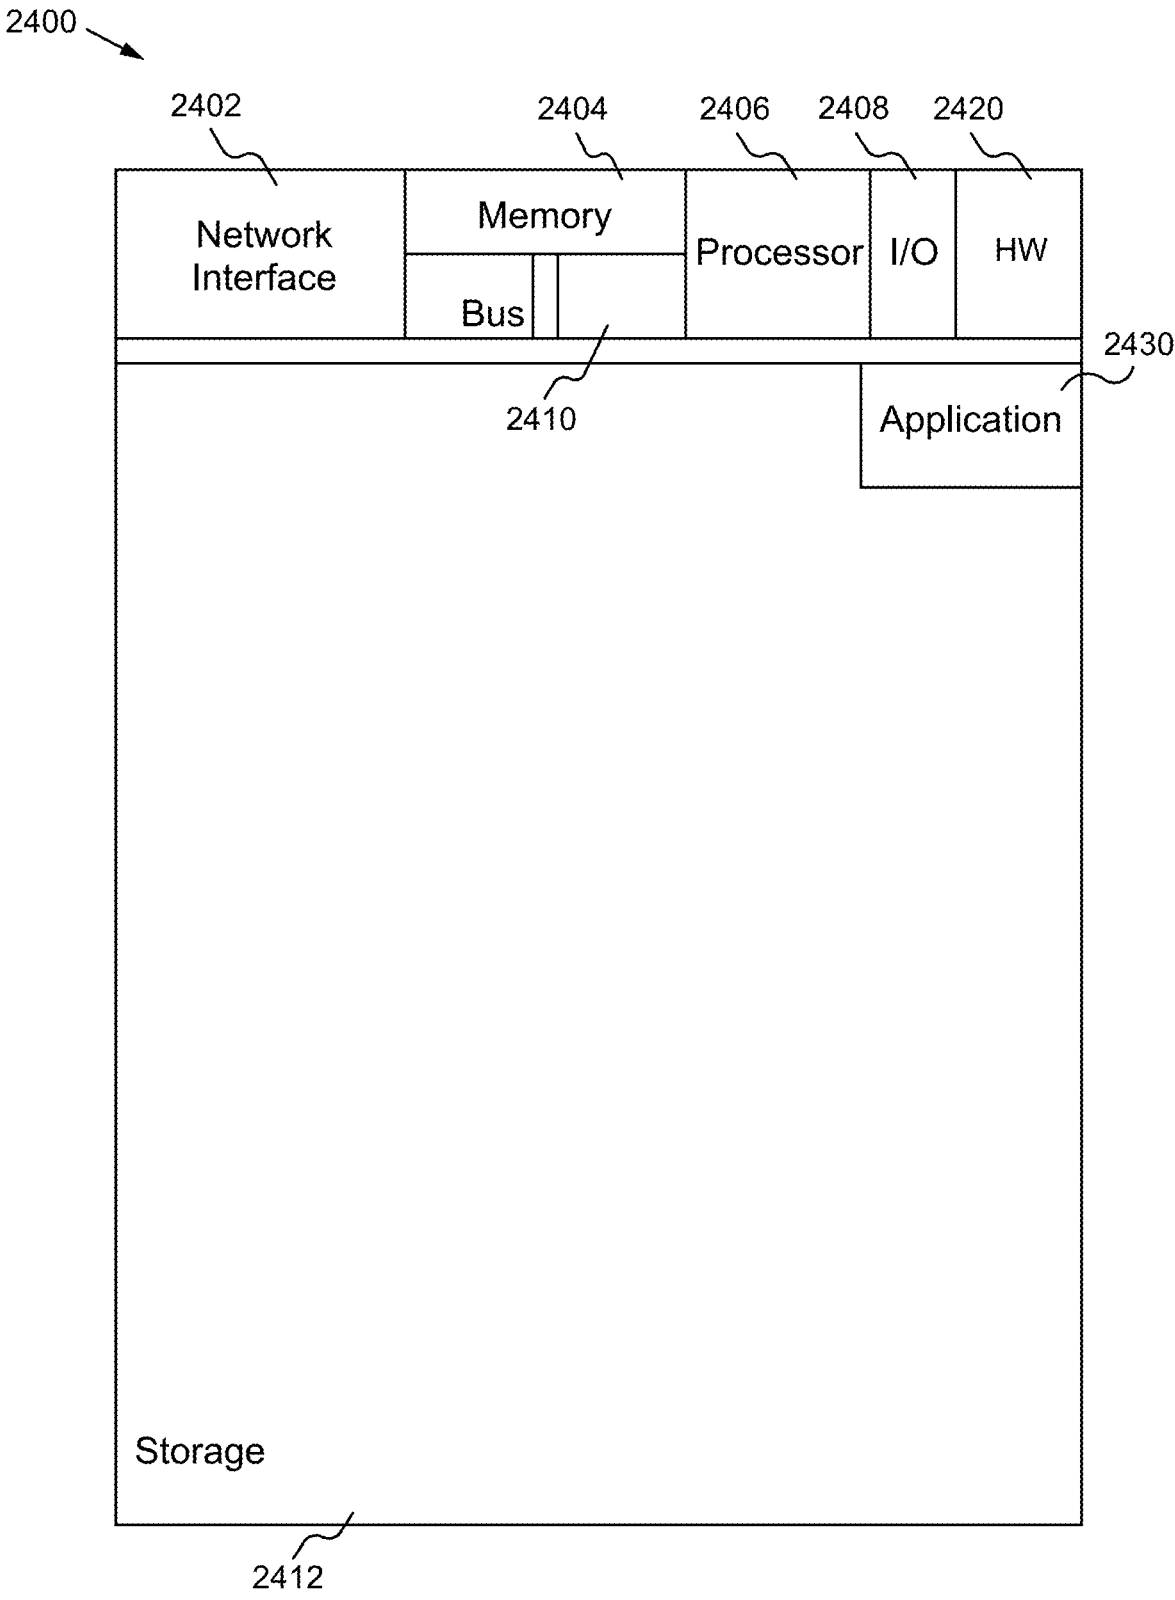 2400
2402
2404
2406
2408
2420
Network
Interface
Memory
Processor
I/O
HW
Bus
2430
2410
Application
Storage
2412